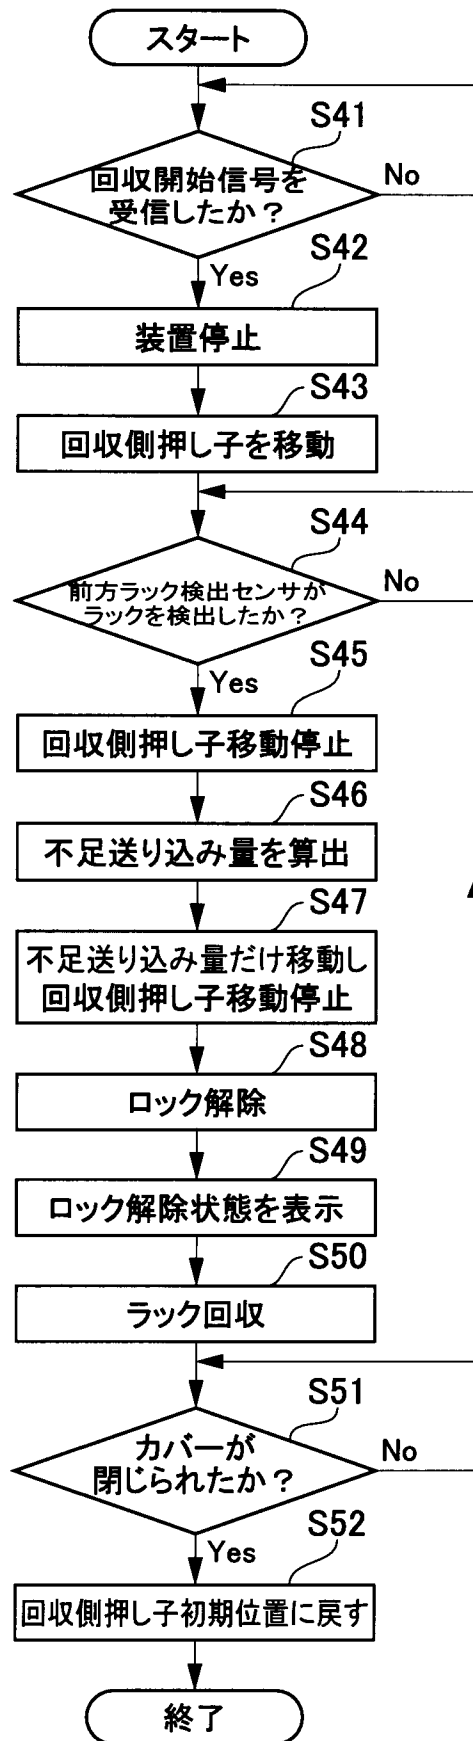 スタート
S41
回収開始信号を
受信したか？
No
Yes
S42
装置停止
S43
回収側押し子を移動
S44
前方ラック検出センサが
ラックを検出したか？
No
Yes
S45
回収側押し子移動停止
S46
不足送り込み量を算出
S47
不足送り込み量だけ移動し
回収側押し子移動停止
S48
ロック解除
S49
ロック解除状態を表示
S50
ラック回収
S51
カバーが
閉じられたか？
No
Yes
S52
回収側押し子初期位置に戻す
終了